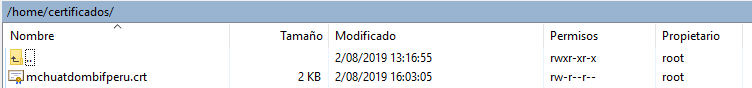 /home/certificados/
Nombre Tamaño Modificado Permisos Propietario
.. 2/08/2019 13:16:55 rwxr-xr-x root
mchuatdombifperu.crt 2 KB 2/08/2019 16:03:05 rw-r--r-- root